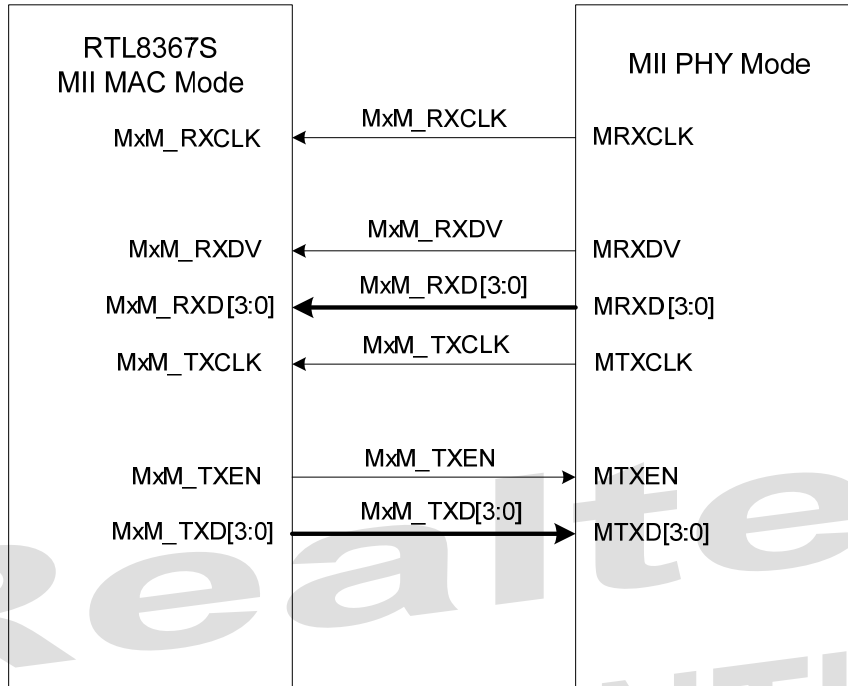 RTL8367S
MII MAC Mode
MII PHY Mode
MxM_RXCLK
MxM_RXCLK
MRXCLK
MxM_RXDV
MxM_RXDV
MRXDV
MxM_RXD[3:0]
MxM_RXD[3:0]
MRXD[3:0]
MxM_TXCLK
MxM_TXCLK
MTXCLK
MxM_TXEN
MxM_TXEN
MTXEN
MxM_TXD[3:0]
MxM_TXD[3:0]
MTXD[3:0]
Realte